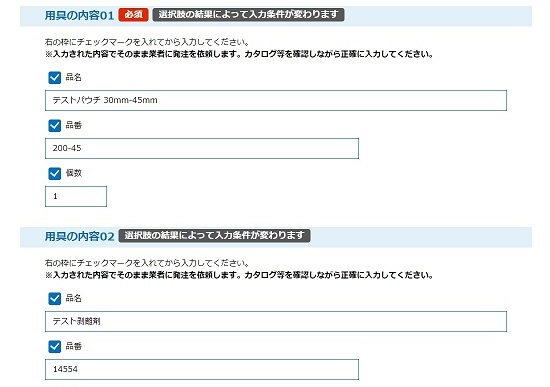 用具の内容01 必須 選択肢の結果によって入力条件が変わります
右の枠にチェックマークを入れてから入力してください。
※入力された内容でそのまま業者に発注を依頼します。カタログ等を確認しながら正確に入力してください。
品名
テストパウチ 30mm-45mm
品番
200-45
個数
1
用具の内容02 選択肢の結果によって入力条件が変わります
右の枠にチェックマークを入れてから入力してください。
※入力された内容でそのまま業者に発注を依頼します。カタログ等を確認しながら正確に入力してください。
品名
テスト剥離剤
品番
14554